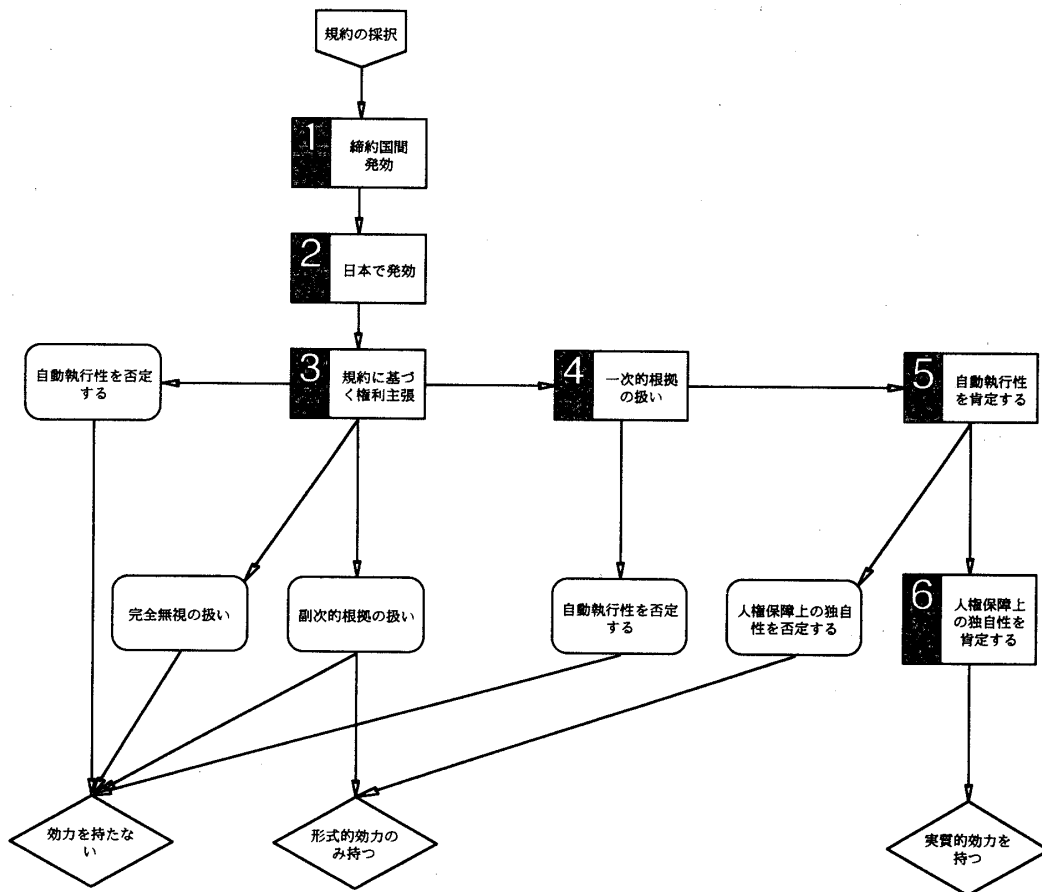 規約の採択
1
締約国間
発効
2
日本で発効
自動執行性を否定
する
3
規約に基づ
く権利主張
4
一次的根拠
の扱い
5
自動執行性
を肯定する
完全無視の扱い
副次的根拠の扱い
自動執行性を否定
する
人権保障上の独自
性を否定する
6
人権保障上
の独自性を
肯定する
効力を持たな
い
形式的効力の
み持つ
実質的効力を
持つ